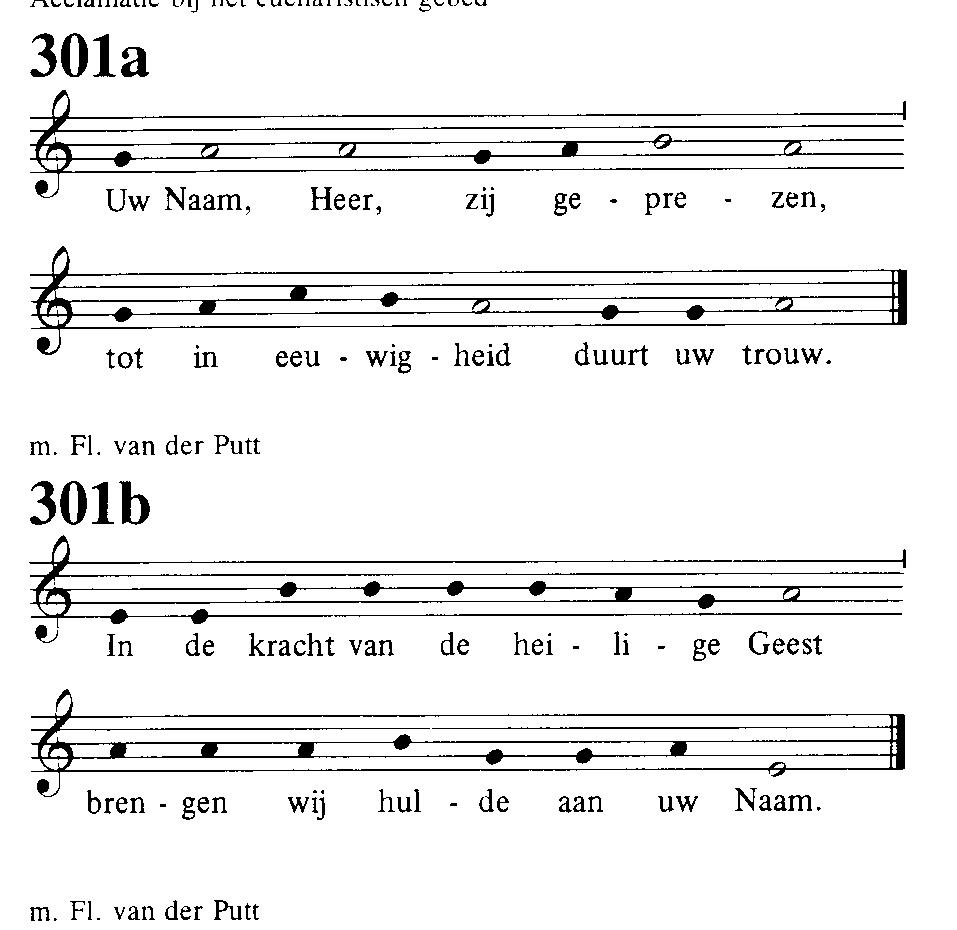 Acclamatie bij het eucharistisch gebed
301a
Uw Naam, Heer, zij ge - pre - zen,
tot in eeu - wig - heid duurt uw trouw.
m. Fl. van der Putt
301b
In de kracht van de hei - li - ge Geest
bren - gen wij hul - de aan uw Naam.
m. Fl. van der Putt